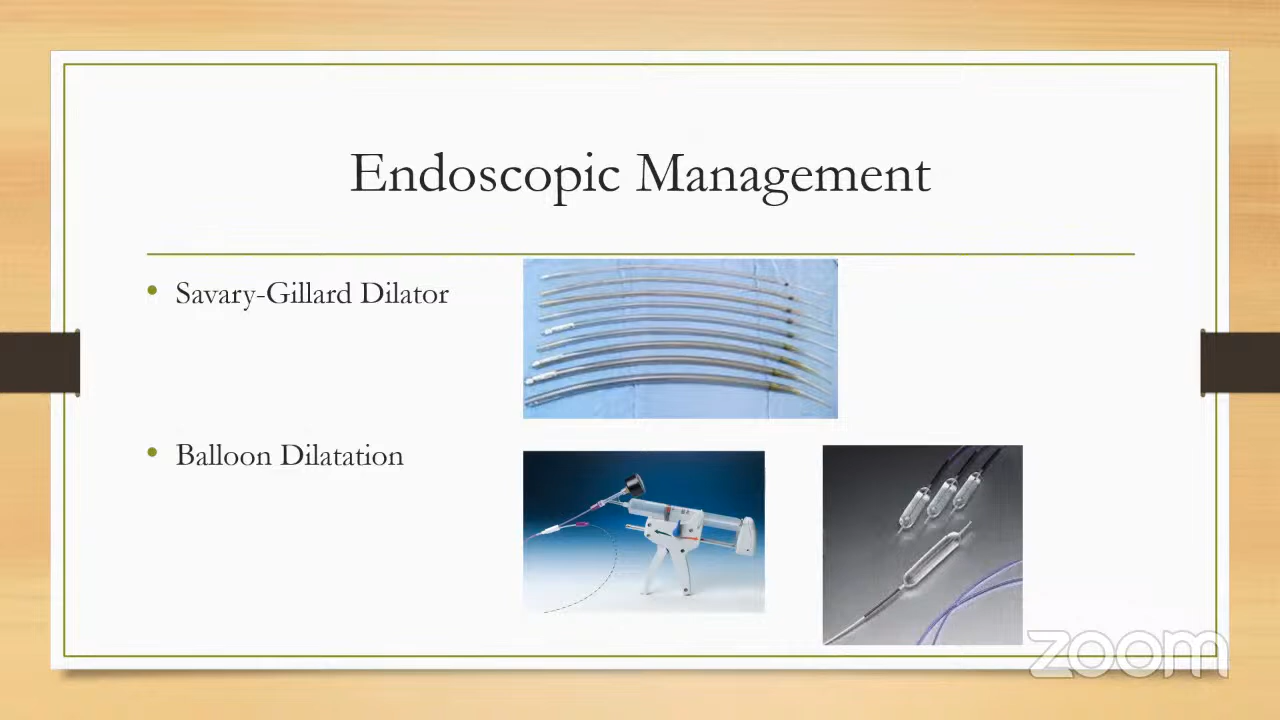 Endoscopic Management
• Savary-Gillard Dilator
• Balloon Dilatation
zoom